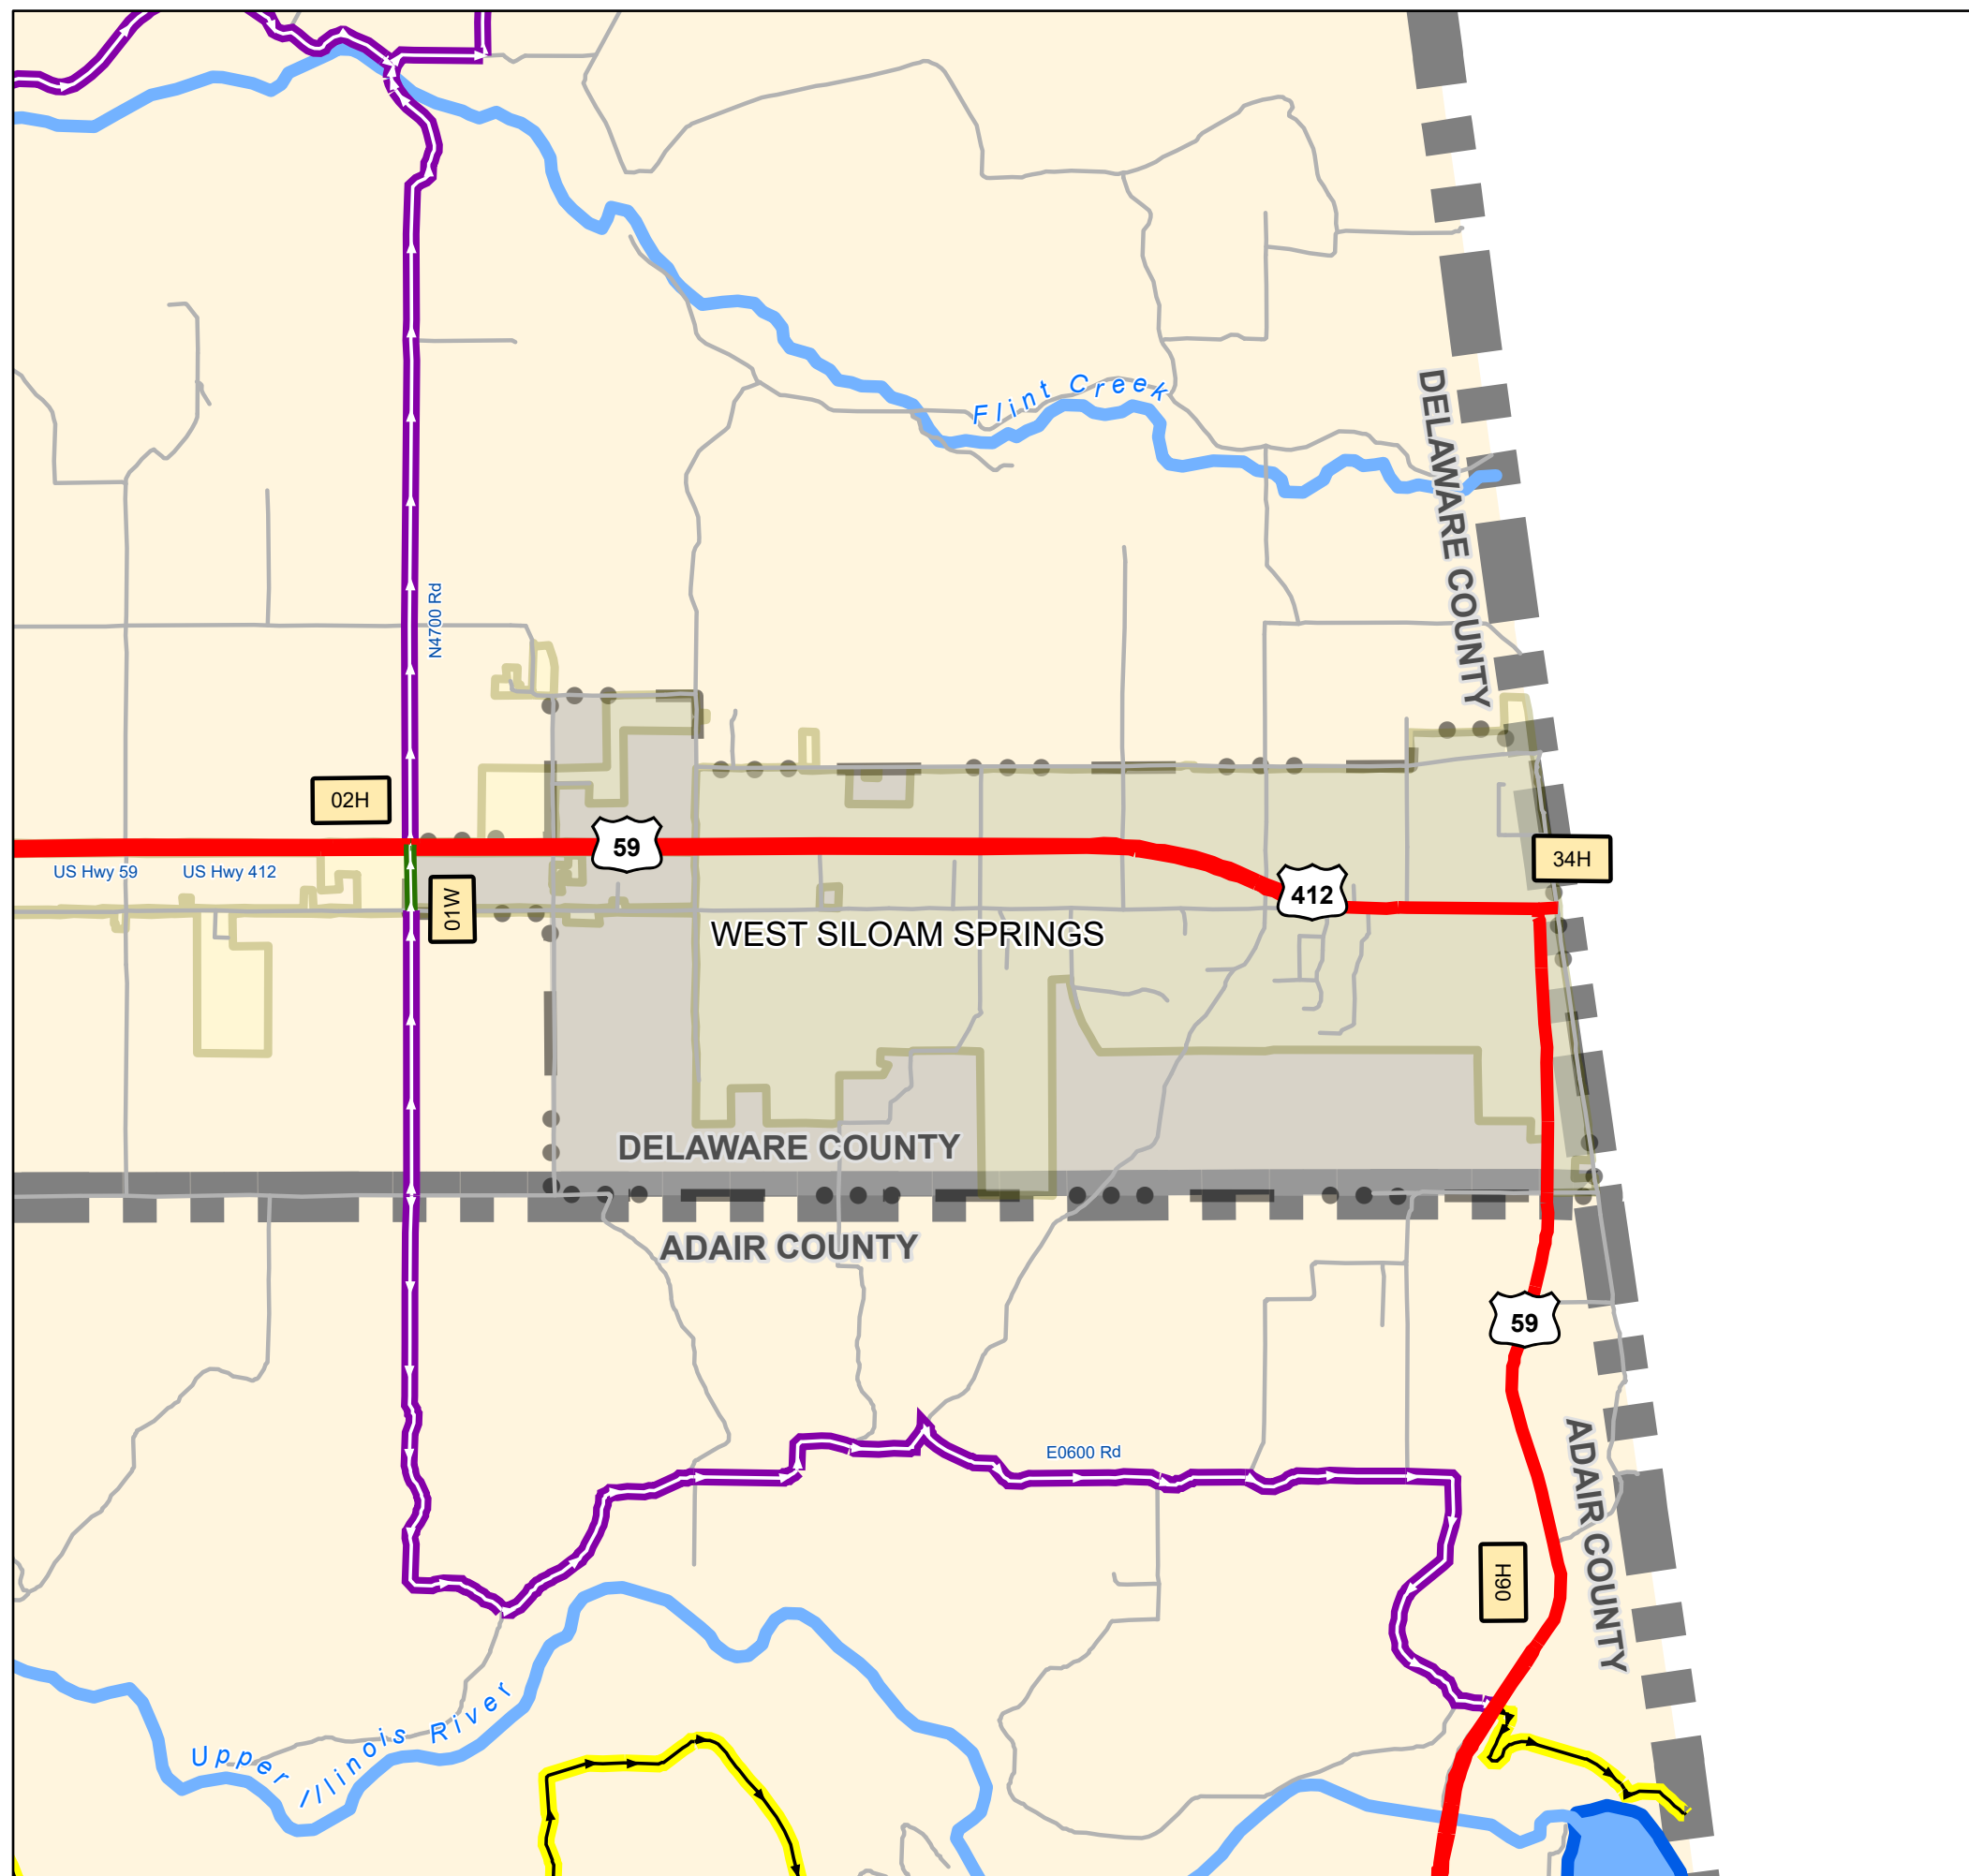 Flint Creek
DELAWARE COUNTY
N4700 Rd
02H
59
34H
US Hwy 59
US Hwy 412
412
01W
WEST SILOAM SPRINGS
DELAWARE COUNTY
ADAIR COUNTY
59
ADAIR COUNTY
E0600 Rd
06H
Upper Illinois River